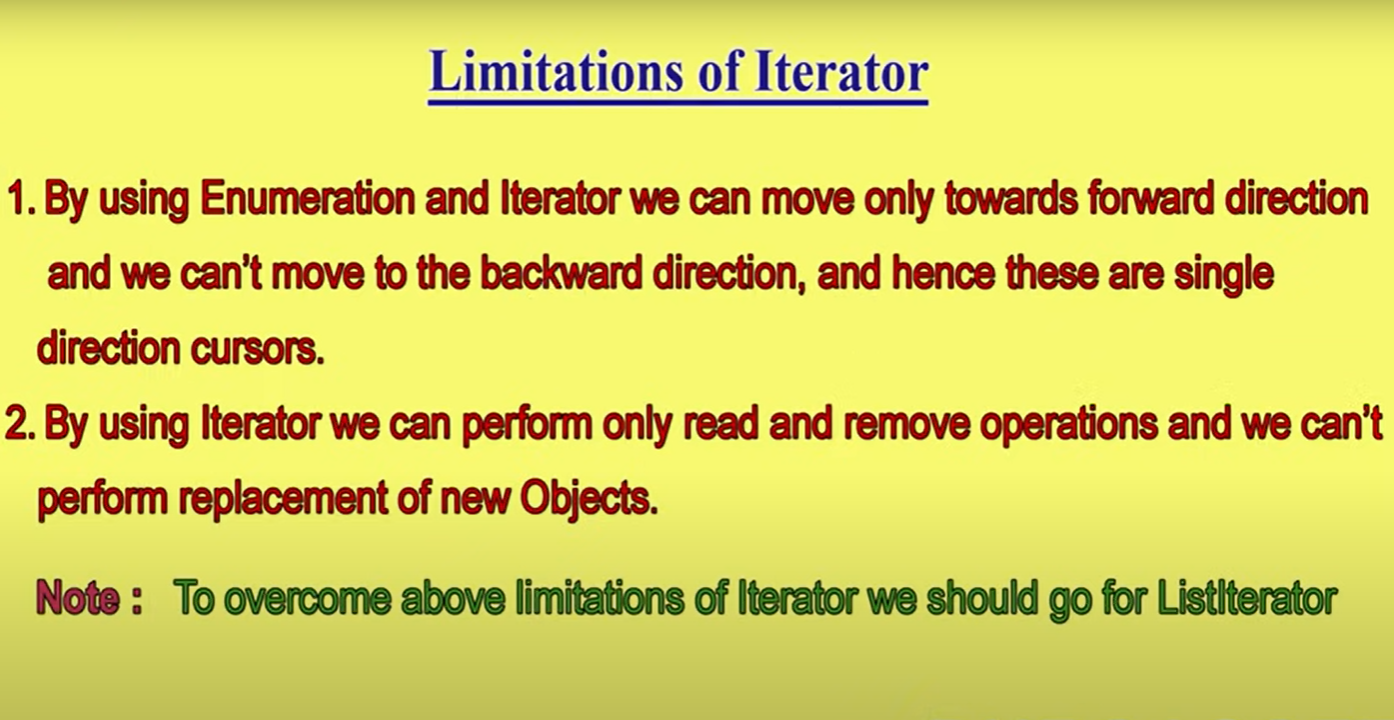 Limitations of Iterator
1. By using Enumeration and Iterator we can move only towards forward direction
and we can't move to the backward direction, and hence these are single
direction cursors.
2. By using Iterator we can perform only read and remove operations and we can't
perform replacement of new Objects.
Note : To overcome above limitations of Iterator we should go for ListIterator